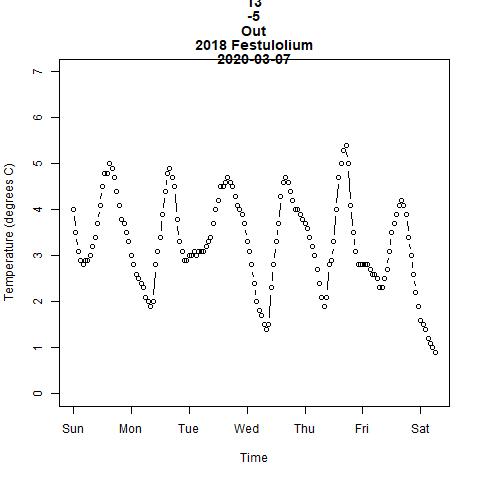 13
-5
Out
2018 Festulolium
2020-03-07
Temperature (degrees C)
7
6
5
4
3
2
1
0
Sun Mon Tue Wed Thu Fri Sat
Time